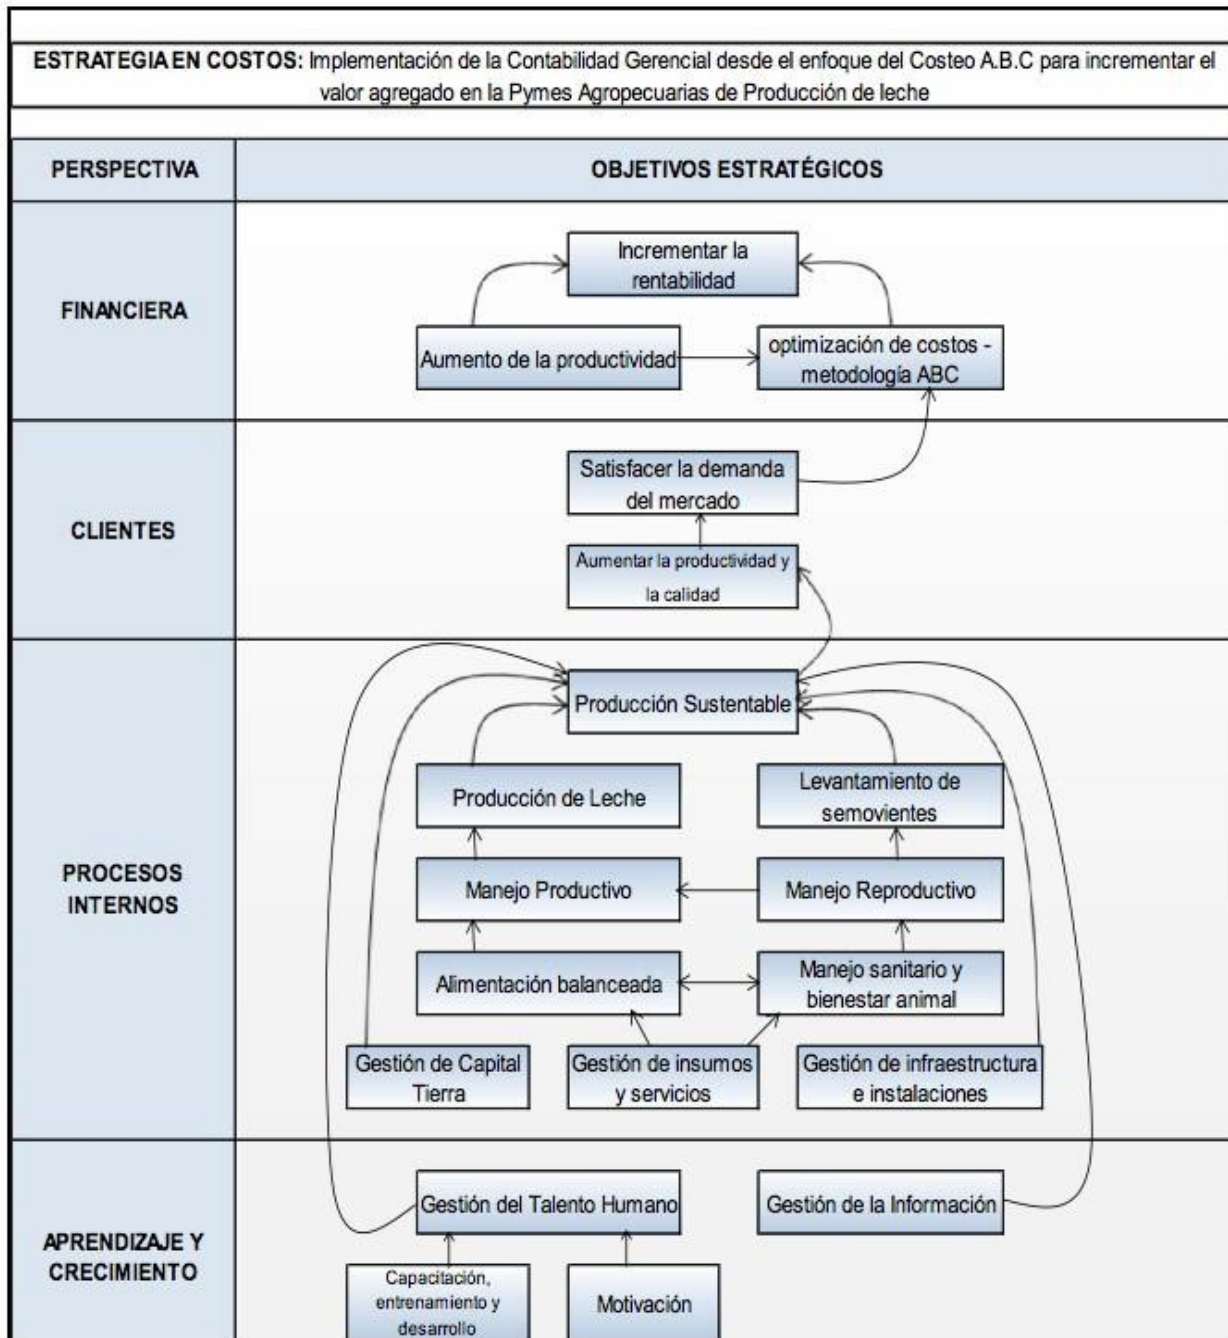 ESTRATEGIA EN COSTOS: Implementación de la Contabilidad Gerencial desde el enfoque del Costeo A.B.C para incrementar el
valor agregado en la Pymes Agropecuarias de Producción de leche
PERSPECTIVA
OBJETIVOS ESTRATÉGICOS
FINANCIERA
Incrementar la
rentabilidad
Aumento de la productividad
optimización de costos -
metodología ABC
CLIENTES
Satisfacer la demanda
del mercado
Aumentar la productividad y
la calidad
PROCESOS
INTERNOS
Producción Sustentable
Producción de Leche
Levantamiento de
semovientes
Manejo Productivo
Manejo Reproductivo
Alimentación balanceada
Manejo sanitario y
bienestar animal
Gestión de Capital
Tierra
Gestión de insumos
y servicios
Gestión de infraestructura
e instalaciones
APRENDIZAJE Y
CRECIMIENTO
Gestión del Talento Humano
Gestión de la Información
Capacitación,
entrenamiento y
desarrollo
Motivación